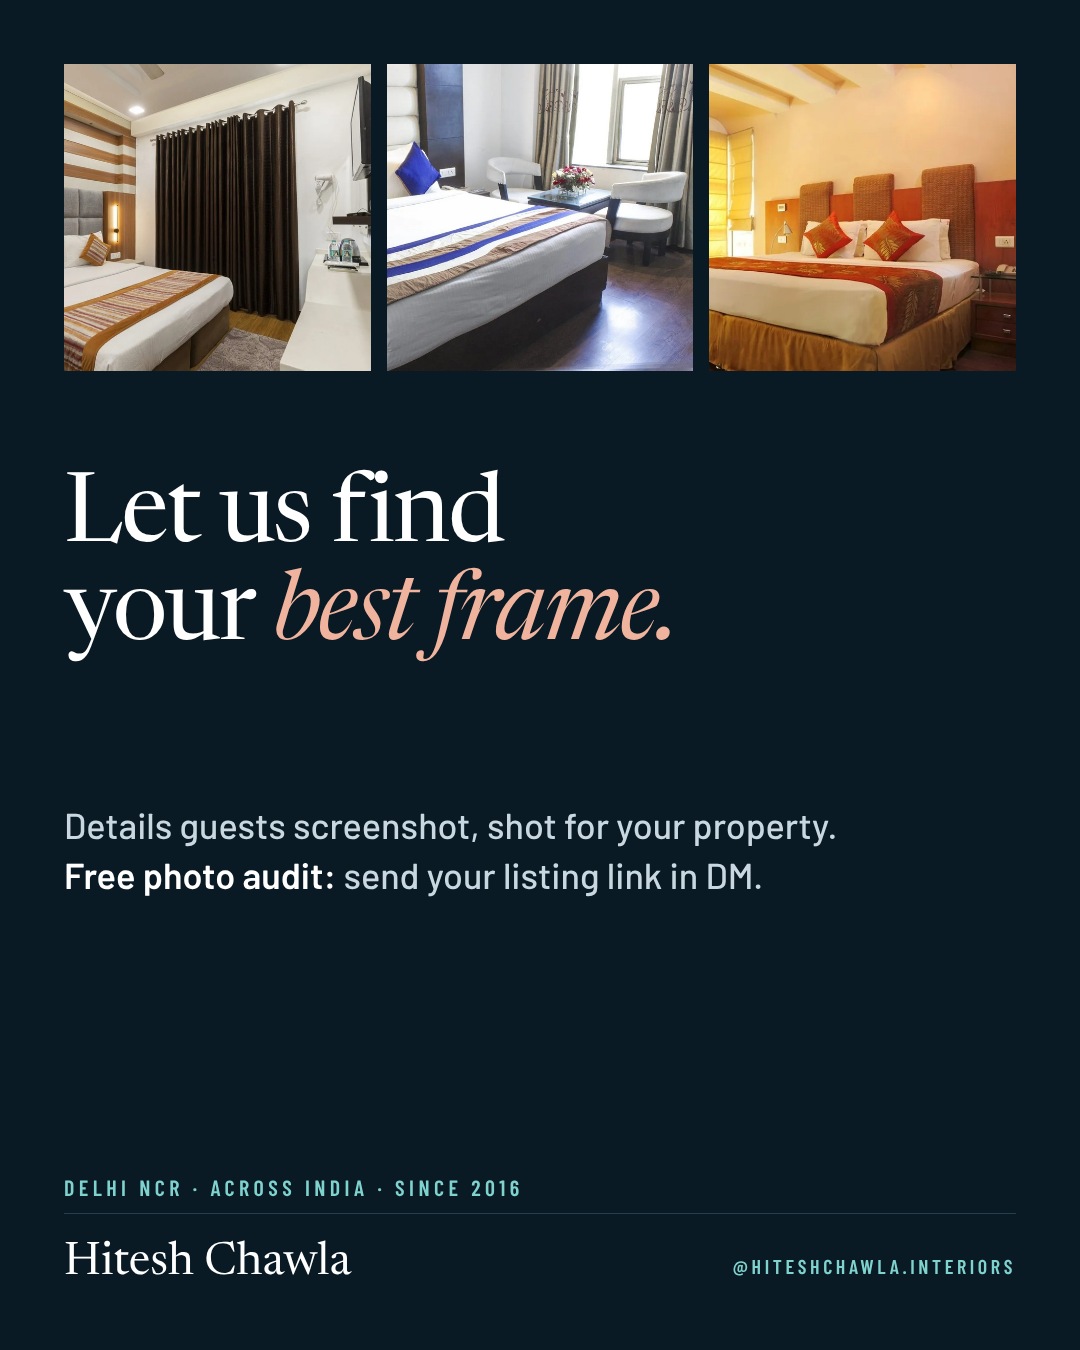 Let us find
your best frame.
Details guests screenshot, shot for your property.
Free photo audit: send your listing link in DM.
DELHI NCR · ACROSS INDIA · SINCE 2016
Hitesh Chawla
@HITESHCHAWLA.INTERIORS